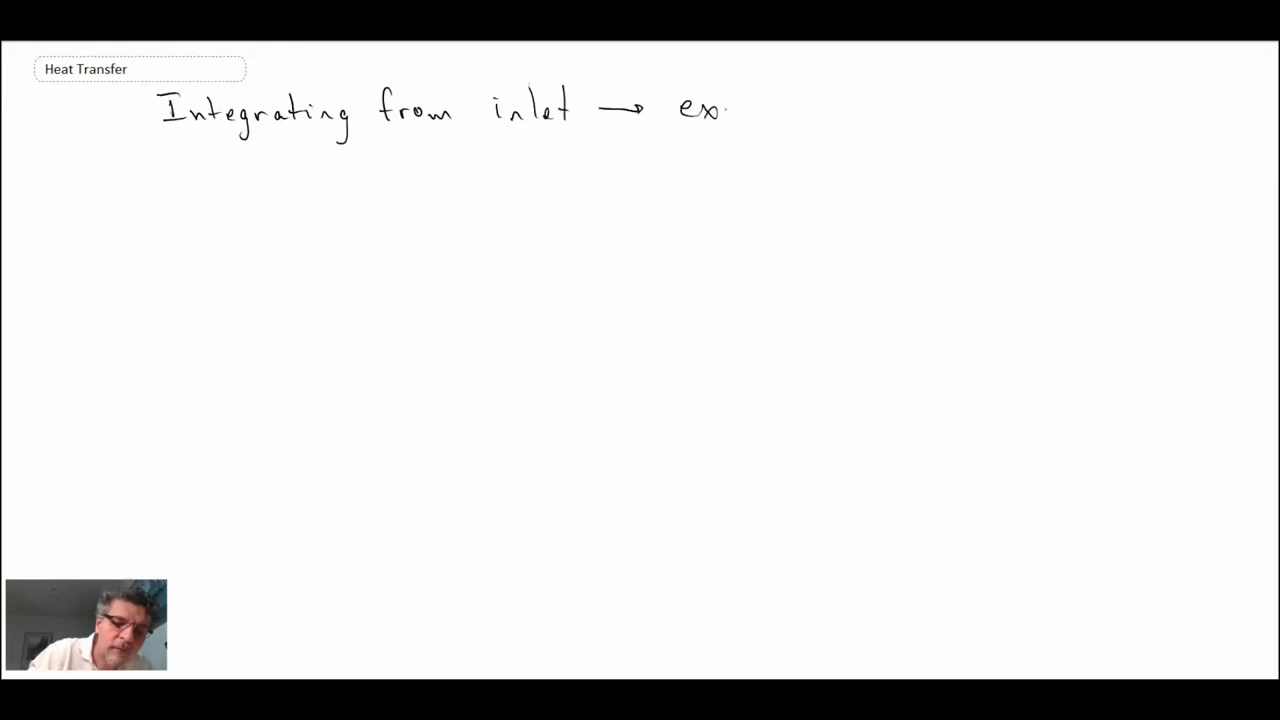 Heat Transfer
Integrating from inlet → ex